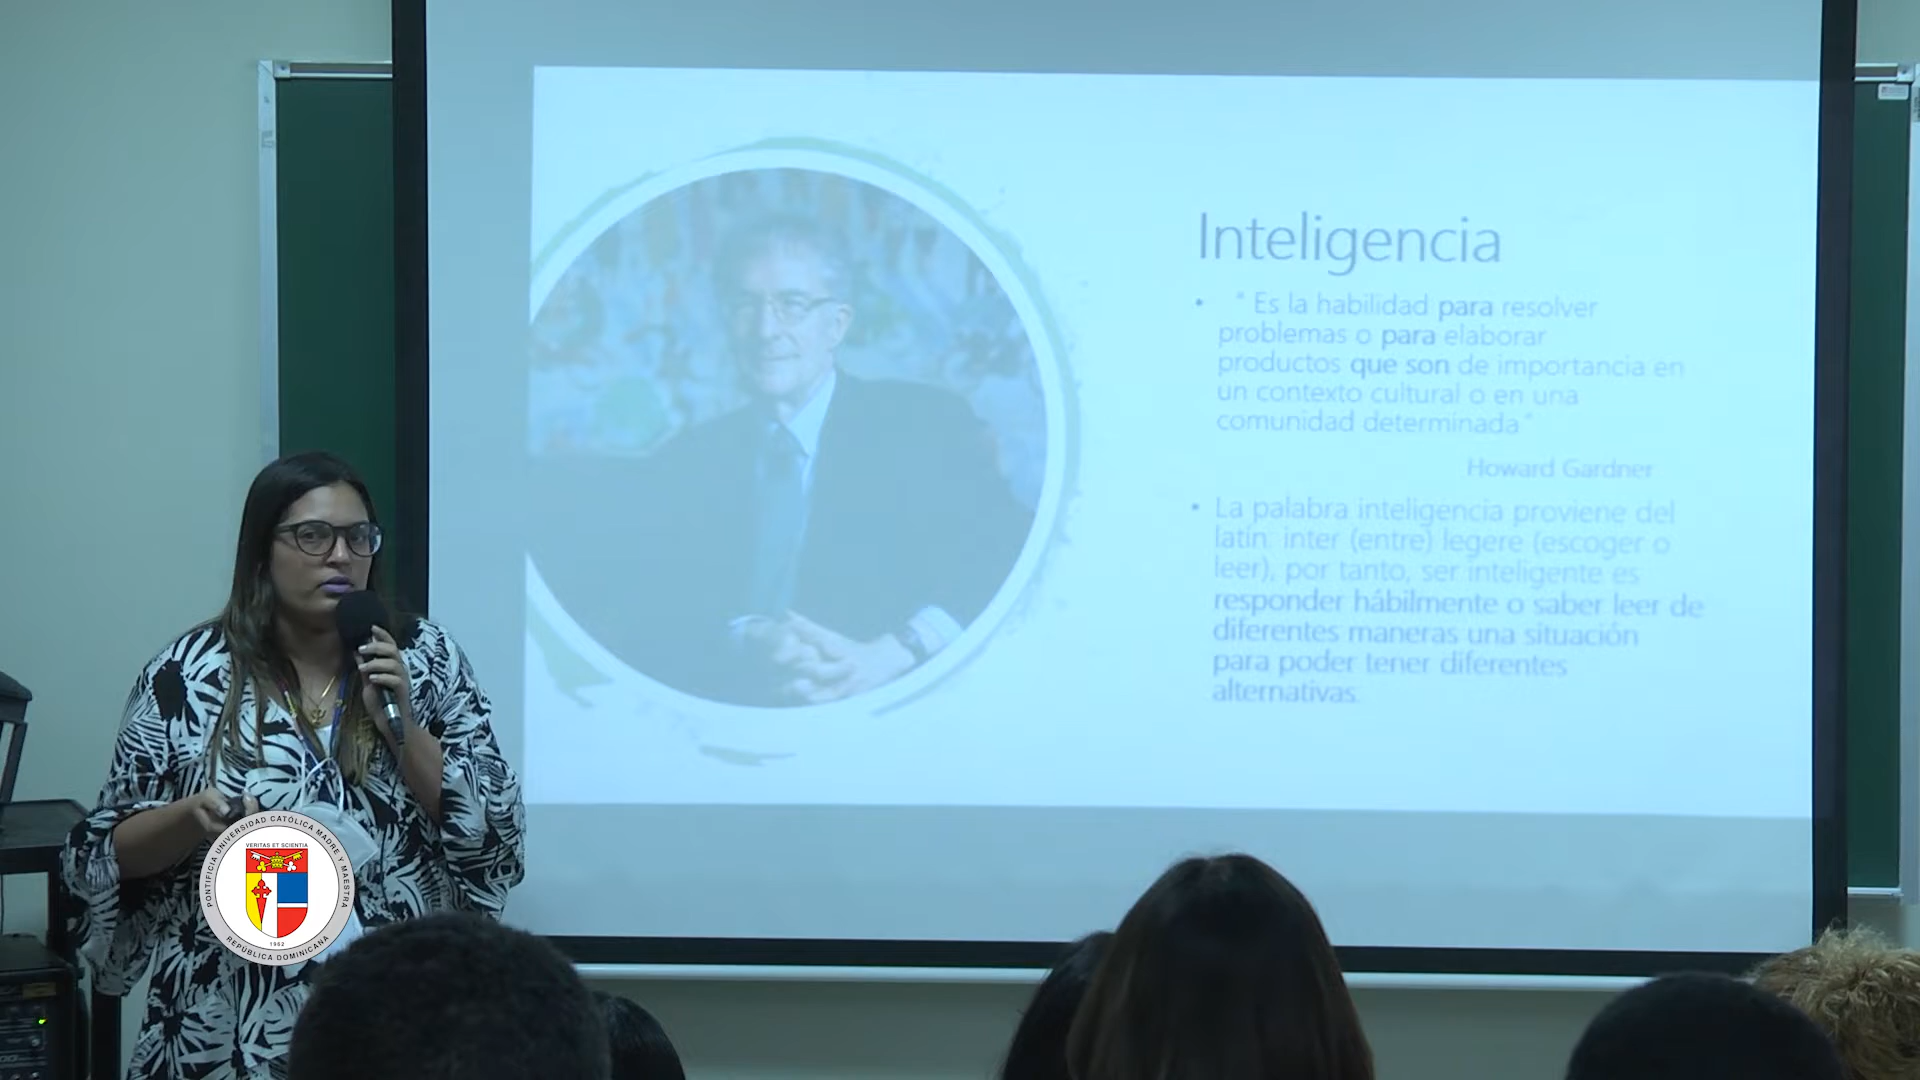 Inteligencia
• " Es la habilidad para resolver
problemas o para elaborar
productos que son de importancia en
un contexto cultural o en una
comunidad determinada"
Howard Gardner
• La palabra inteligencia proviene del
latín inter (entre) legere (escoger o
leer), por tanto, ser inteligente es
responder hábilmente o saber leer de
diferentes maneras una situación
para poder tener diferentes
alternativas.
PONTIFICIA UNIVERSIDAD CATÓLICA MADRE Y MAESTRA
VERITAS ET SCIENTIA
1962
REPÚBLICA DOMINICANA